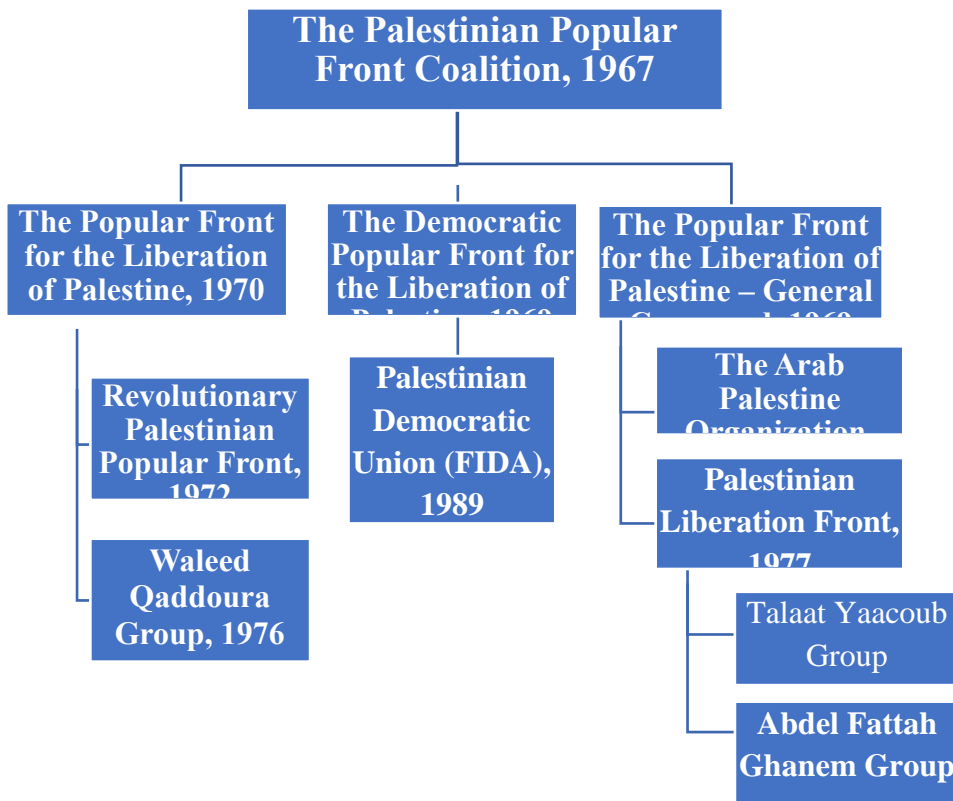 The Palestinian Popular
Front Coalition, 1967
The Popular Front
for the Liberation
of Palestine, 1970
The Democratic
Popular Front for
the Liberation of
The Popular Front
for the Liberation of
Palestine – General
Revolutionary
Palestinian
Popular Front,
1972
Waleed
Qaddoura
Group, 1976
Palestinian
Democratic
Union (FIDA),
1989
The Arab
Palestine
Organization
Palestinian
Liberation Front,
1977
Talaat Yaacoub
Group
Abdel Fattah
Ghanem Group